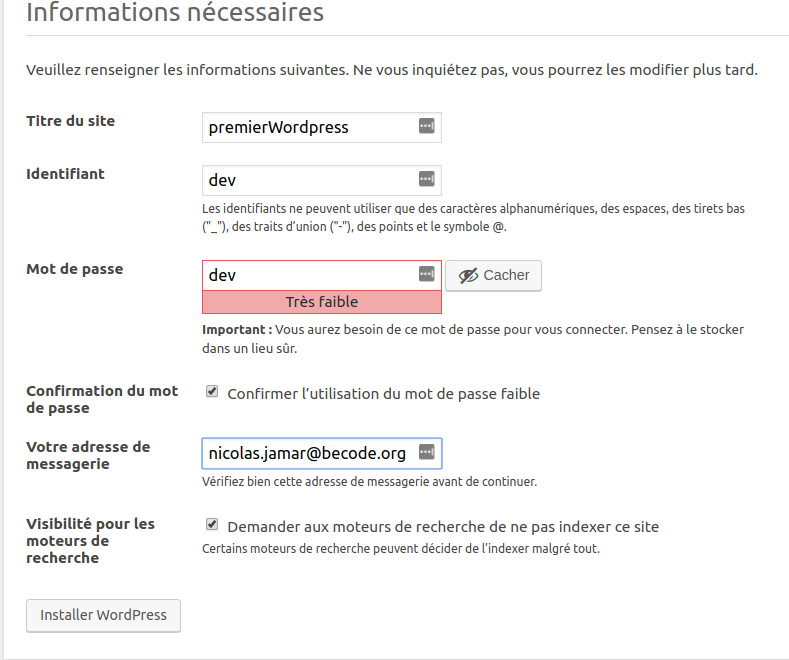 Informations nécessaires
Veuillez renseigner les informations suivantes. Ne vous inquiétez pas, vous pourrez les modifier plus tard.
Titre du site
premierWordpress
Identifiant
dev
Les identifiants ne peuvent utiliser que des caractères alphanumériques, des espaces, des tirets bas
("_"), des traits d’union ("-"), des points et le symbole @.
Mot de passe
dev
Cacher
Très faible
Important : Vous aurez besoin de ce mot de passe pour vous connecter. Pensez à le stocker
dans un lieu sûr.
Confirmation du mot
de passe
Confirmer l’utilisation du mot de passe faible
Votre adresse de
messagerie
nicolas.jamar@becode.org
Vérifiez bien cette adresse de messagerie avant de continuer.
Visibilité pour les
moteurs de
recherche
Demander aux moteurs de recherche de ne pas indexer ce site
Certains moteurs de recherche peuvent décider de l’indexer malgré tout.
Installer WordPress